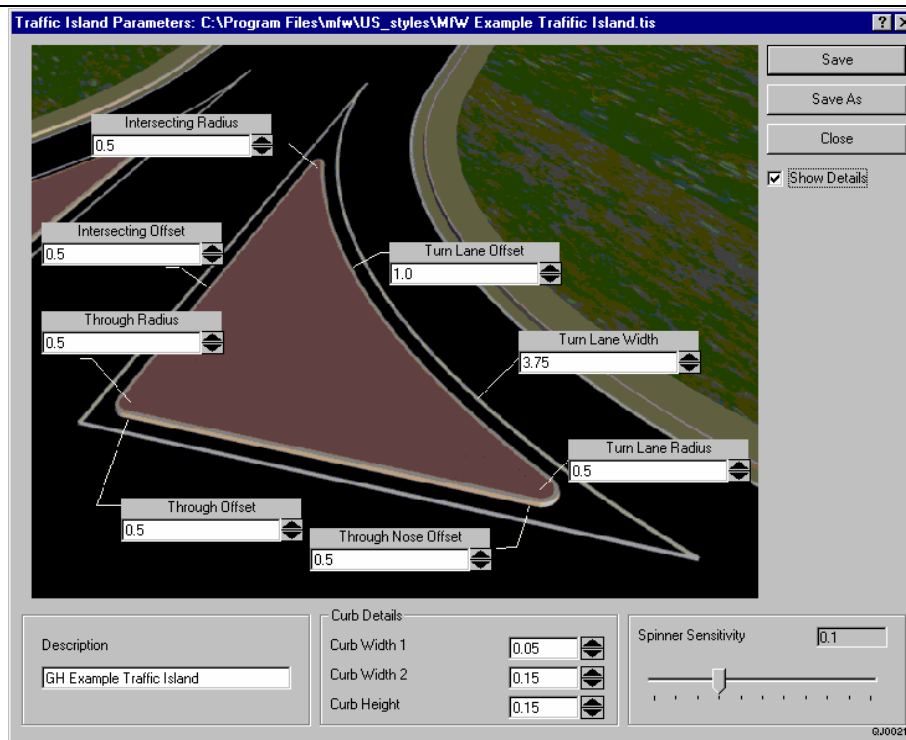 Traffic Island Parameters: C:\Program Files\mfw\US_styles\MfW Example Trafific Island.tis
Save
Save As
Close
Show Details
Intersecting Radius
0.5
Intersecting Offset
0.5
Turn Lane Offset
1.0
Through Radius
0.5
Turn Lane Width
3.75
Turn Lane Radius
0.5
Through Offset
0.5
Through Nose Offset
0.5
Description
GH Example Traffic Island
Curb Details
Curb Width 1
0.05
Curb Width 2
0.15
Curb Height
0.15
Spinner Sensitivity
0.1
QJ0021